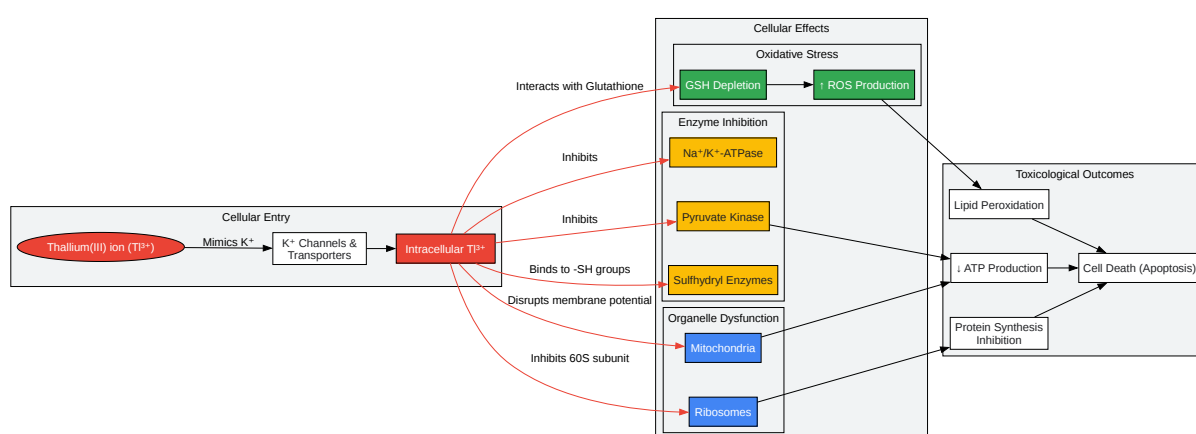 Cellular Effects
Oxidative Stress
GSH Depletion
↑ ROS Production
Interacts with Glutathione
Enzyme Inhibition
Na⁺/K⁺-ATPase
Inhibits
Pyruvate Kinase
Inhibits
Sulfhydryl Enzymes
Binds to -SH groups
Cellular Entry
Thallium(III) ion (Tl³⁺)
Mimics K⁺
K⁺ Channels &
Transporters
Intracellular Tl³⁺
Disrupts membrane potential
Organelle Dysfunction
Mitochondria
Inhibits 60S subunit
Ribosomes
Toxicological Outcomes
Lipid Peroxidation
↓ ATP Production
Cell Death (Apoptosis)
Protein Synthesis
Inhibition